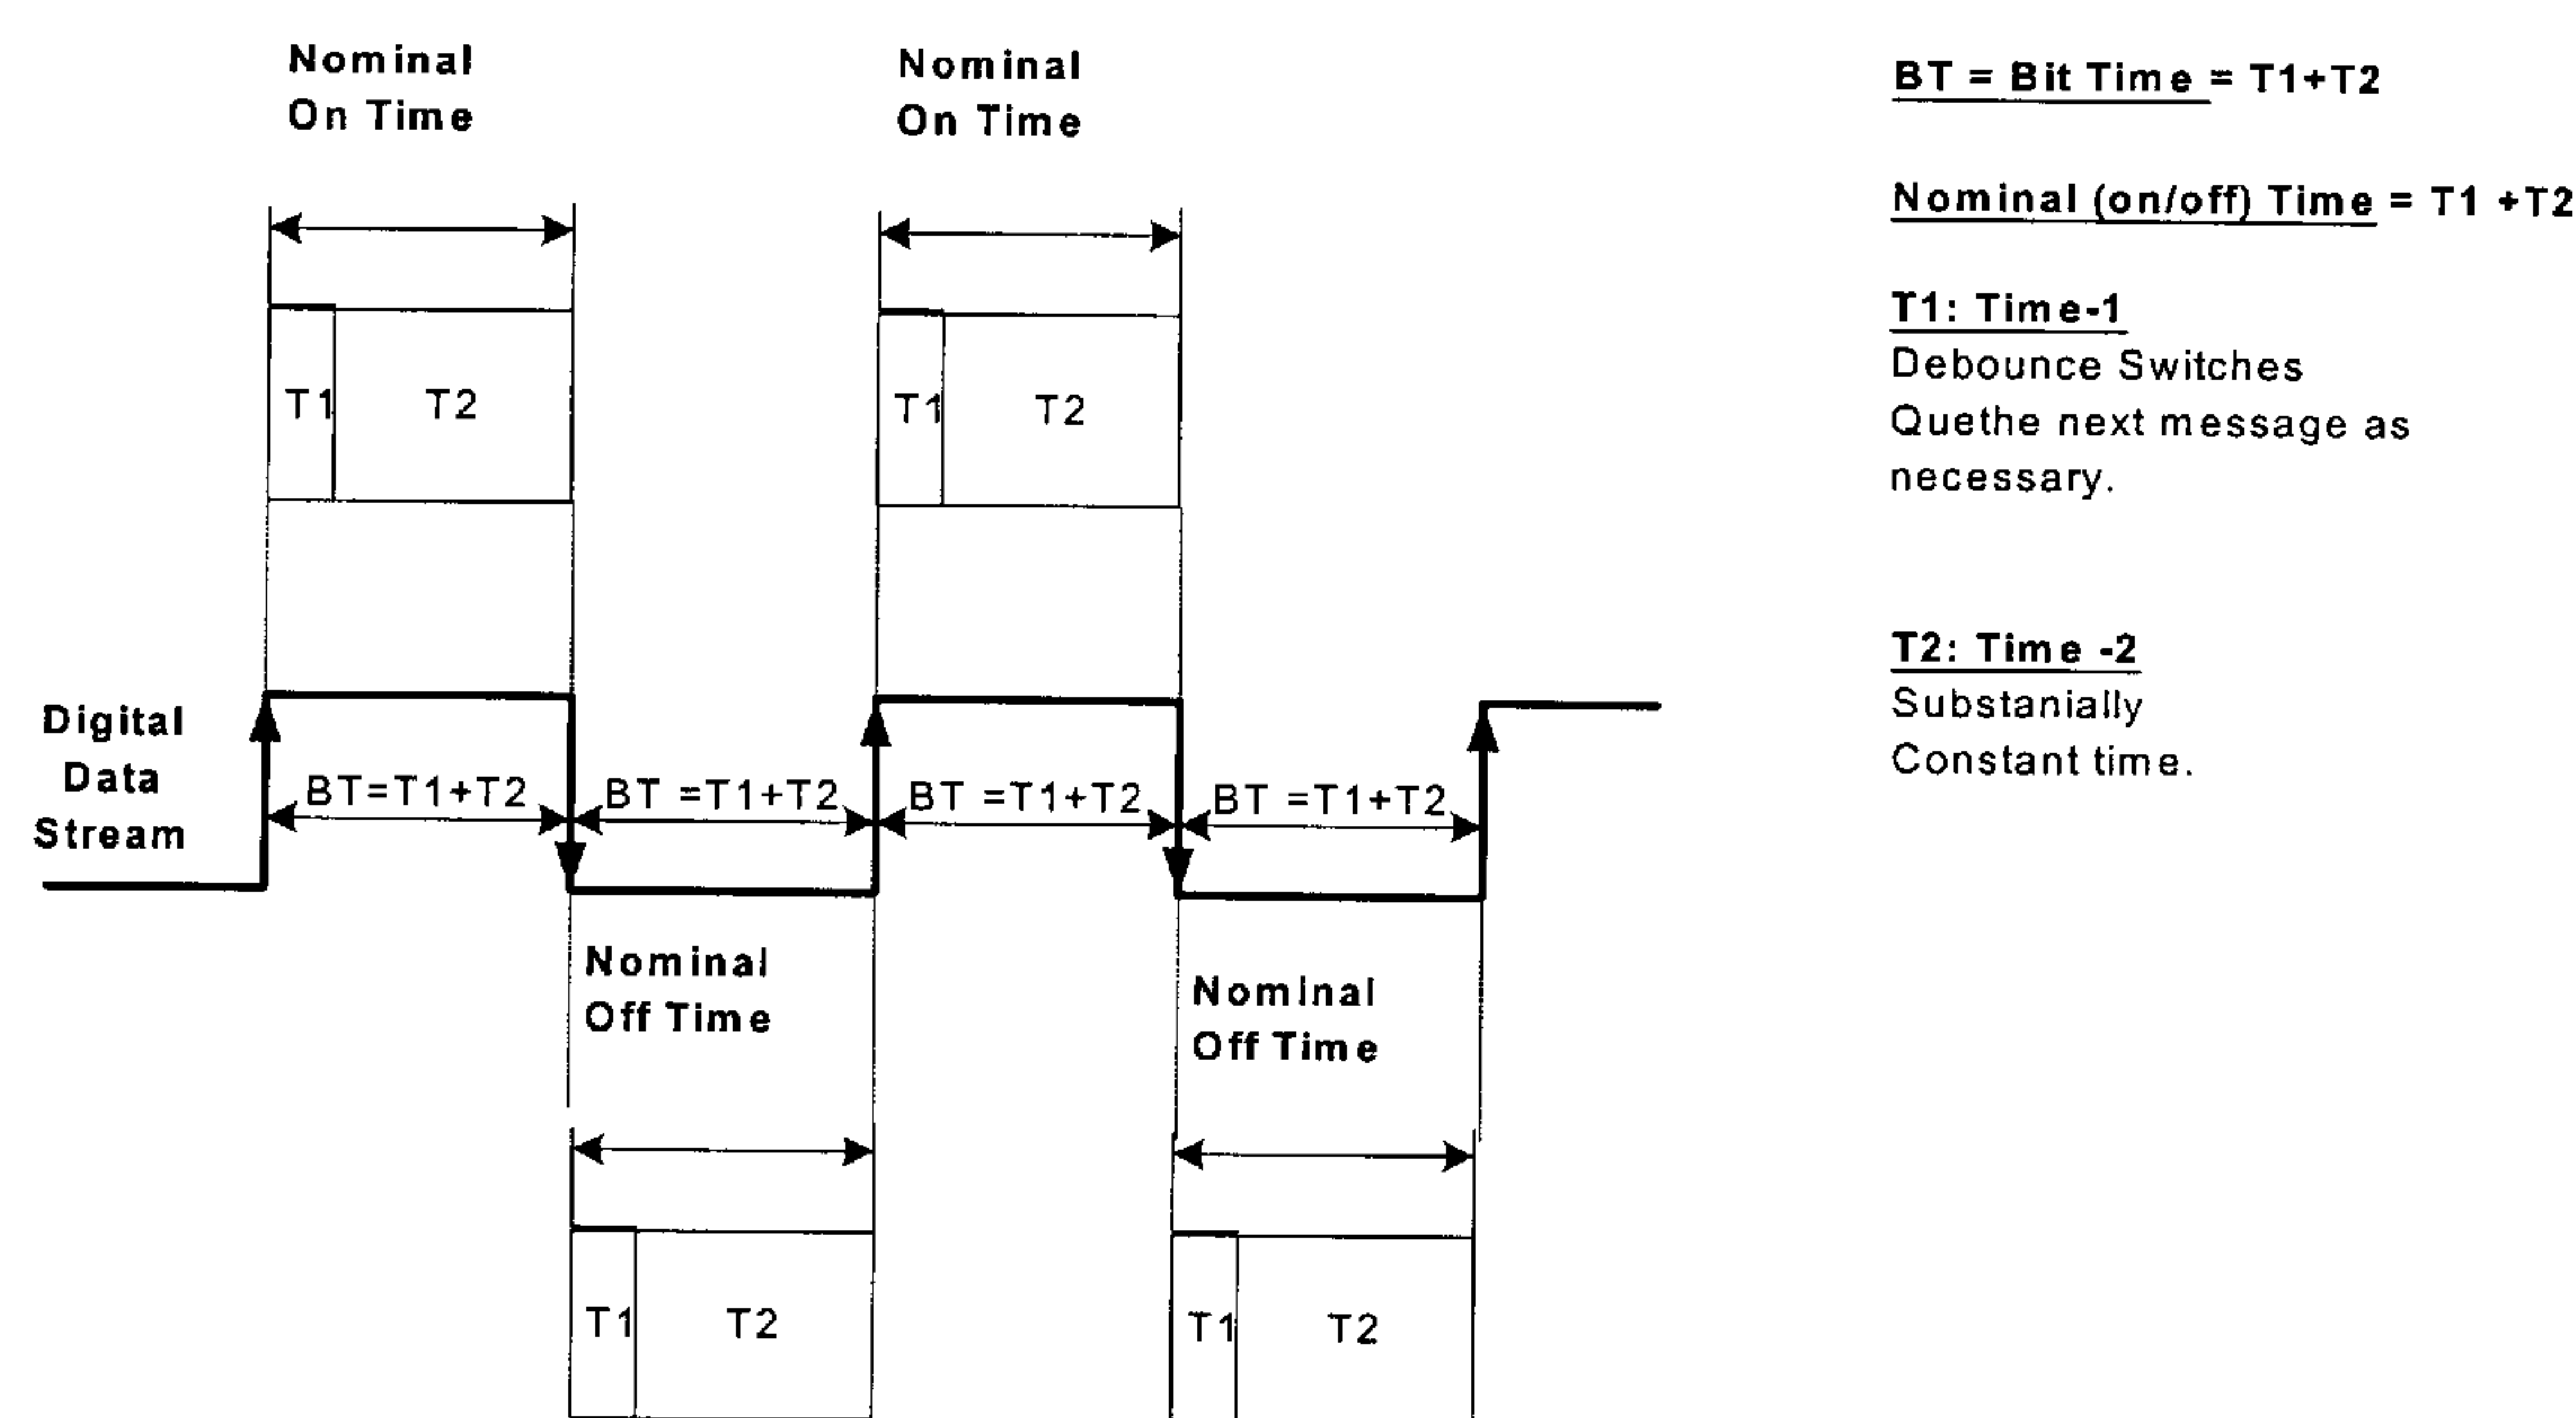 Nominal
On Time
Nominal
On Time
T1
T2
T1
T2
Digital
Data
Stream
BT=T1+T2
BT =T1+T2
BT =T1+T2
BT =T1+T2
Nominal
Off Time
Nominal
Off Time
T1
T2
T1
T2
BT = Bit Time = T1+T2
Nominal (on/off) Time = T1 +T2
T1: Time-1
Debounce Switches
Quethe next message as
necessary.
T2: Time -2
Substanially
Constant time.